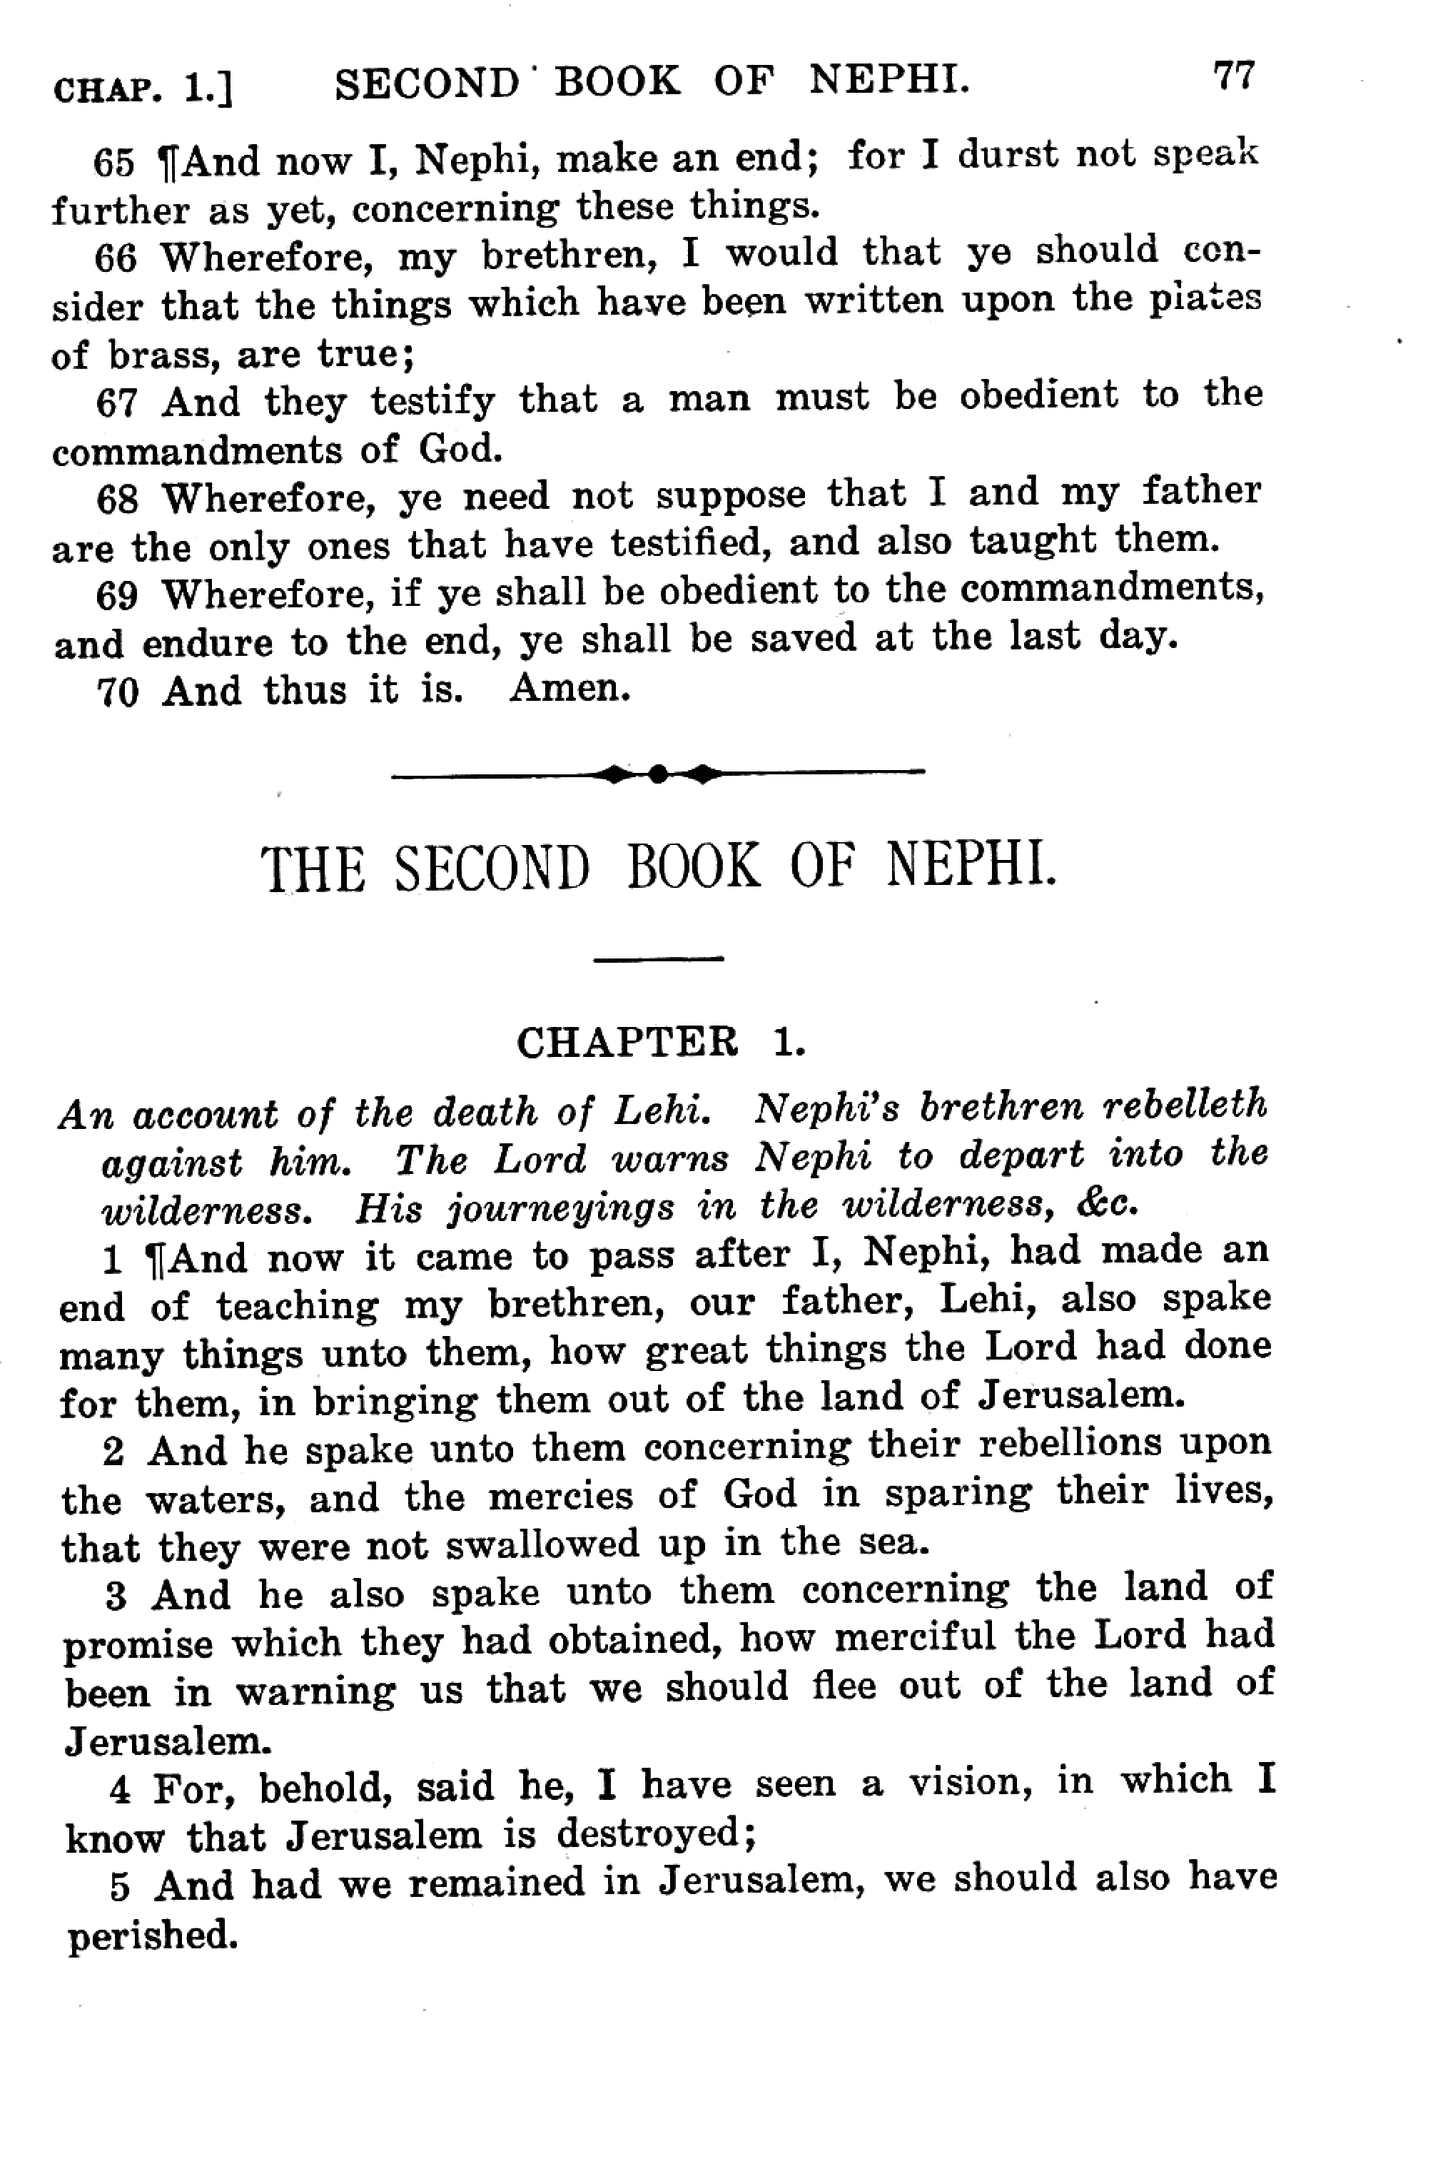 CHAP. 1.] SECOND BOOK OF NEPHI. 77
65 ¶And now I, Nephi, make an end; for I durst not speak
further as yet, concerning these things.
66 Wherefore, my brethren, I would that ye should con-
sider that the things which have been written upon the plates
of brass, are true;
67 And they testify that a man must be obedient to the
commandments of God.
68 Wherefore, ye need not suppose that I and my father
are the only ones that have testified, and also taught them.
69 Wherefore, if ye shall be obedient to the commandments,
and endure to the end, ye shall be saved at the last day.
70 And thus it is. Amen.
THE SECOND BOOK OF NEPHI.
CHAPTER 1.
An account of the death of Lehi. Nephi's brethren rebelleth
against him. The Lord warns Nephi to depart into the
wilderness. His journeyings in the wilderness, &c.
1 ¶And now it came to pass after I, Nephi, had made an
end of teaching my brethren, our father, Lehi, also spake
many things unto them, how great things the Lord had done
for them, in bringing them out of the land of Jerusalem.
2 And he spake unto them concerning their rebellions upon
the waters, and the mercies of God in sparing their lives,
that they were not swallowed up in the sea.
3 And he also spake unto them concerning the land of
promise which they had obtained, how merciful the Lord had
been in warning us that we should flee out of the land of
Jerusalem.
4 For, behold, said he, I have seen a vision, in which I
know that Jerusalem is destroyed;
5 And had we remained in Jerusalem, we should also have
perished.